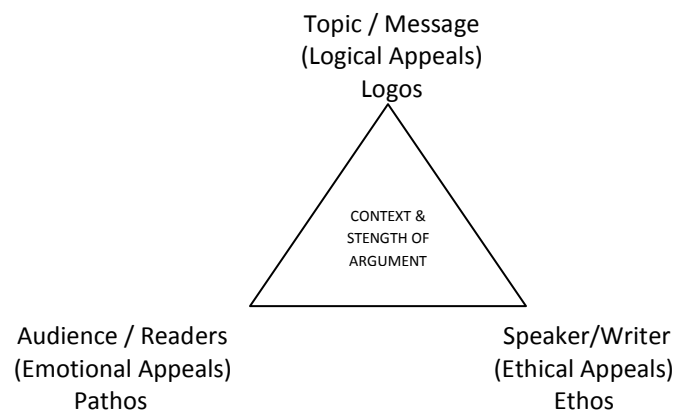 Topic / Message
(Logical Appeals)
Logos
CONTEXT &
STENGTH OF
ARGUMENT
Audience / Readers
(Emotional Appeals)
Pathos
Speaker/Writer
(Ethical Appeals)
Ethos